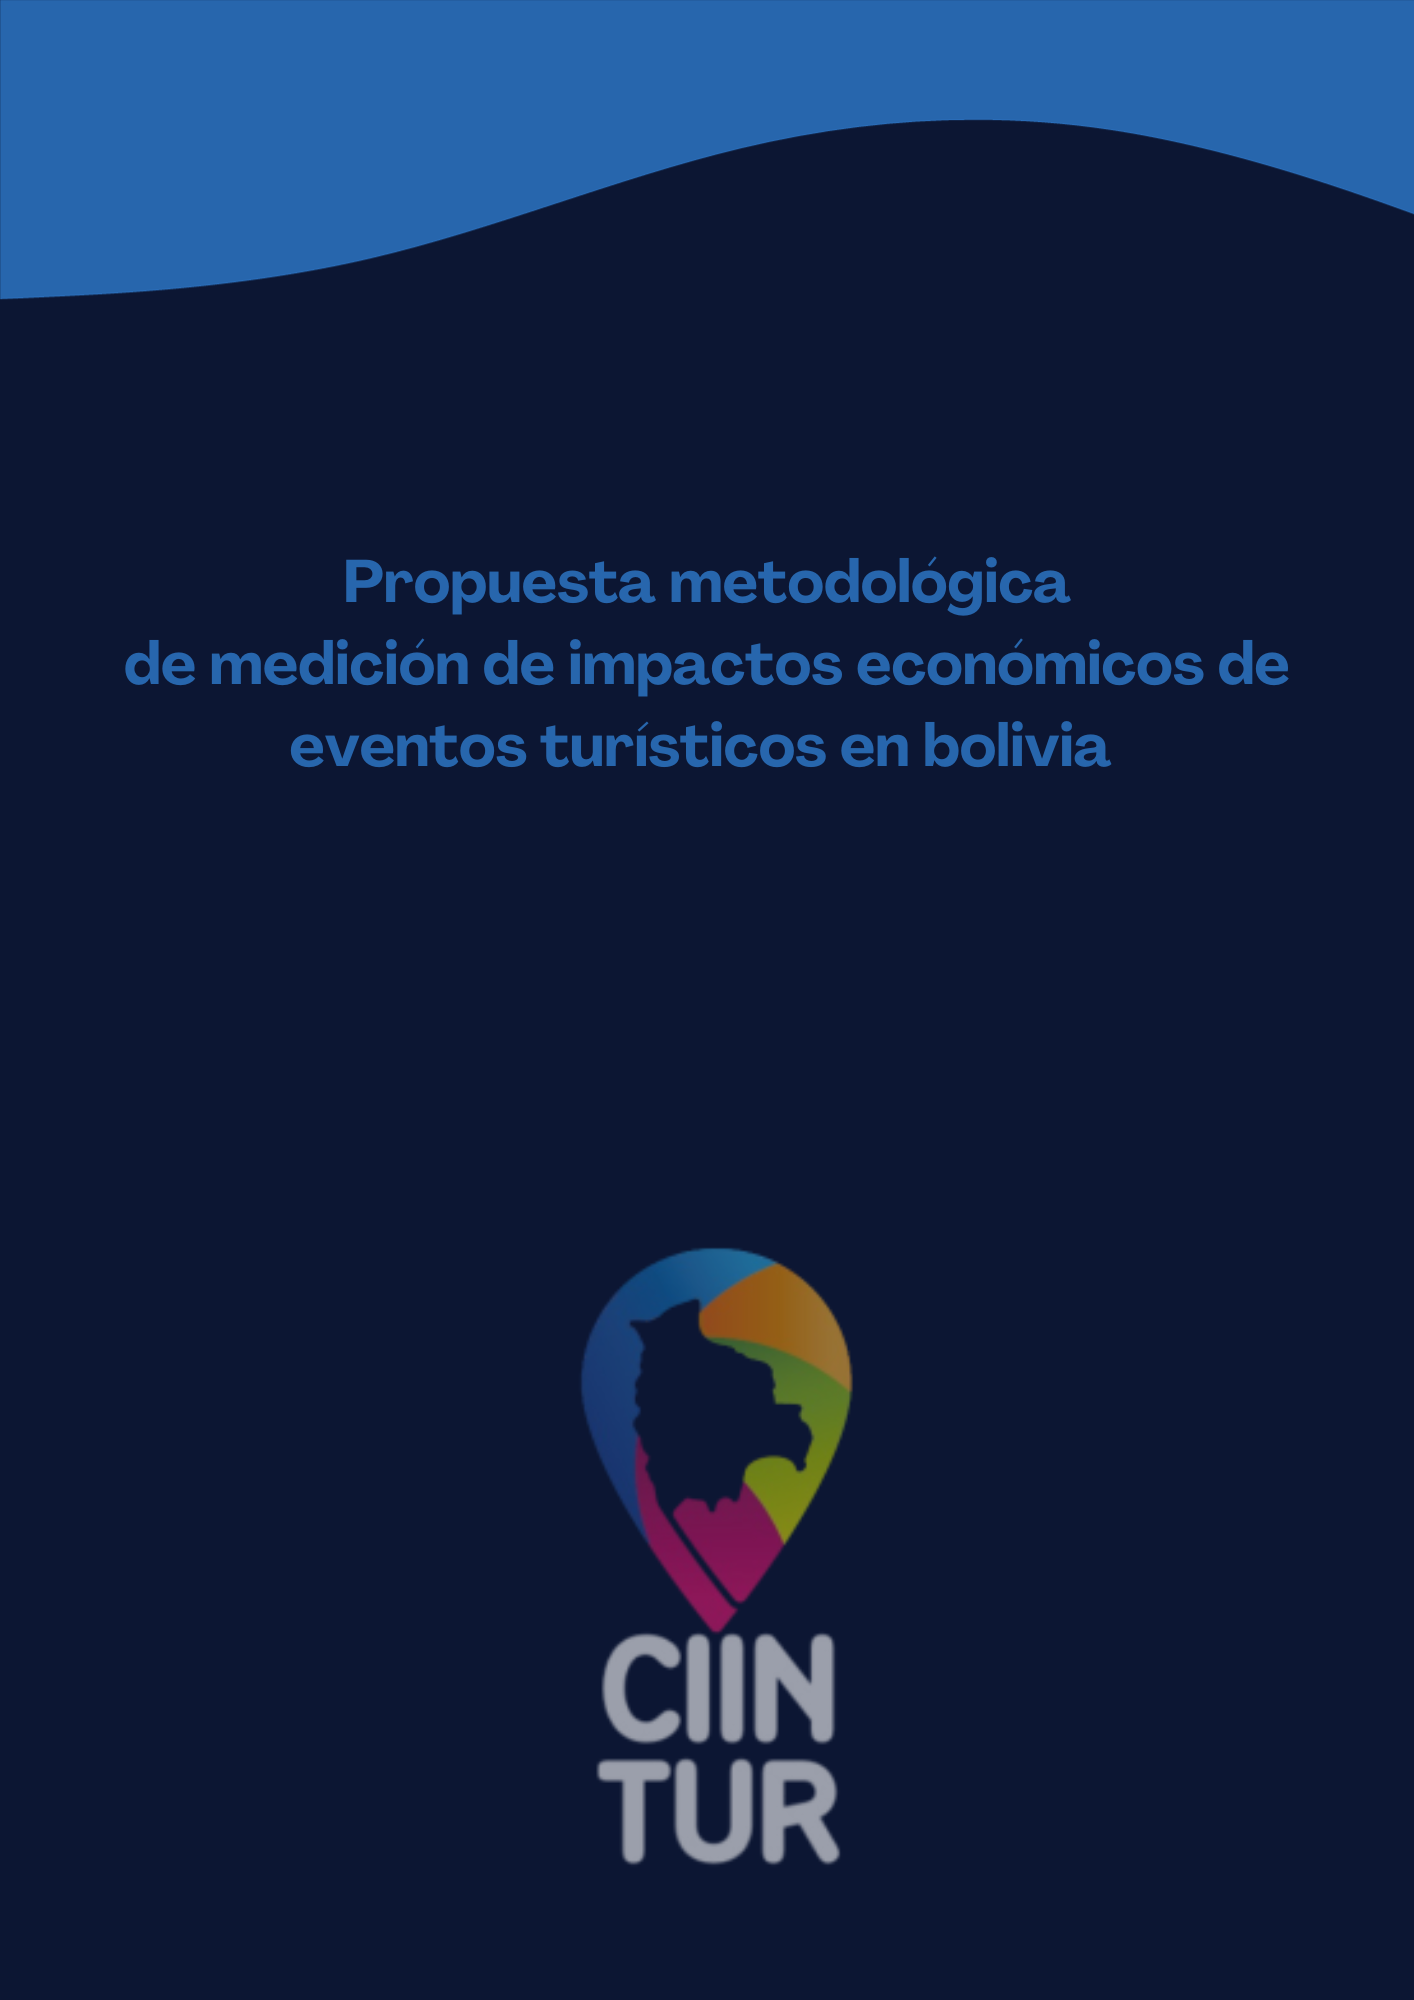 Propuesta metodológica
de medición de impactos económicos de
eventos turísticos en bolivia
CIIN
TUR